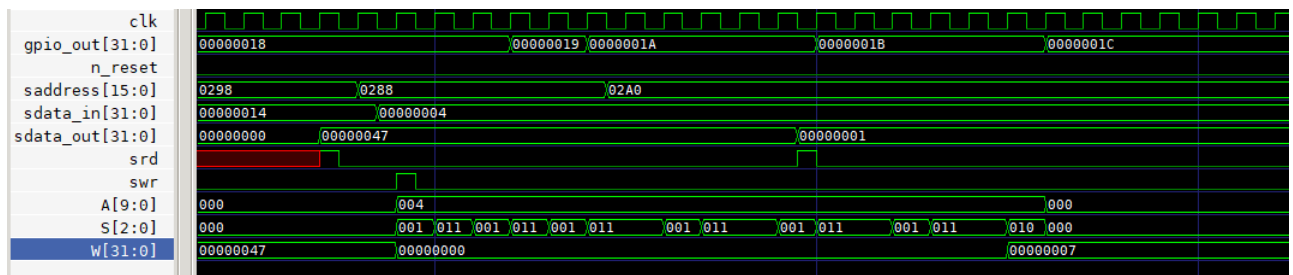 clk
gpio_out[31:0] 00000018 00000019 0000001A 0000001B 0000001C
n_reset
saddress[15:0] 0298 0288 02A0
sdata_in[31:0] 00000014 00000004
sdata_out[31:0] 00000000 00000047 00000001
srd
swr
A[9:0] 000 004 000
S[2:0] 000 001 011 001 011 001 011 001 011 001 011 001 011 010 000
W[31:0] 00000047 00000000 00000007